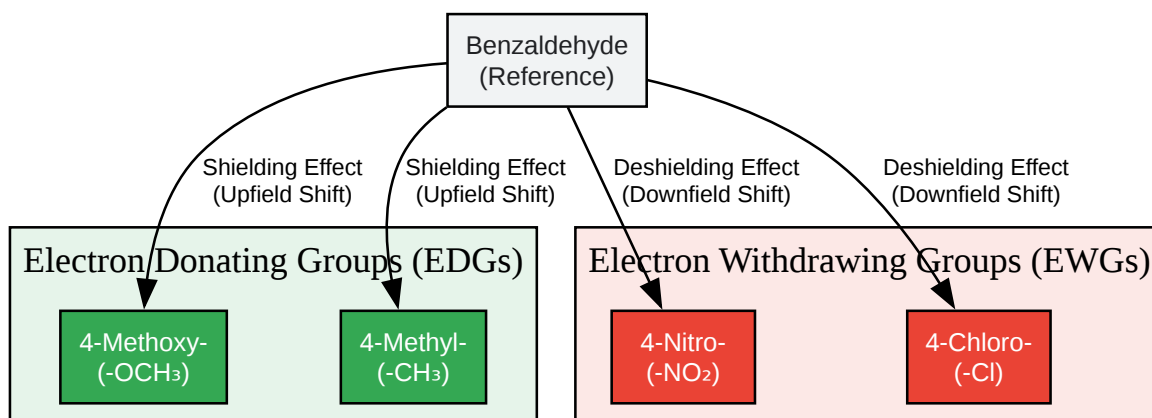 Benzaldehyde
(Reference)
Shielding Effect
(Upfield Shift)
Shielding Effect
(Upfield Shift)
Deshielding Effect
(Downfield Shift)
Deshielding Effect
(Downfield Shift)
Electron Donating Groups (EDGs)
Electron Withdrawing Groups (EWGs)
4-Methoxy-
(-OCH₃)
4-Methyl-
(-CH₃)
4-Nitro-
(-NO₂)
4-Chloro-
(-Cl)